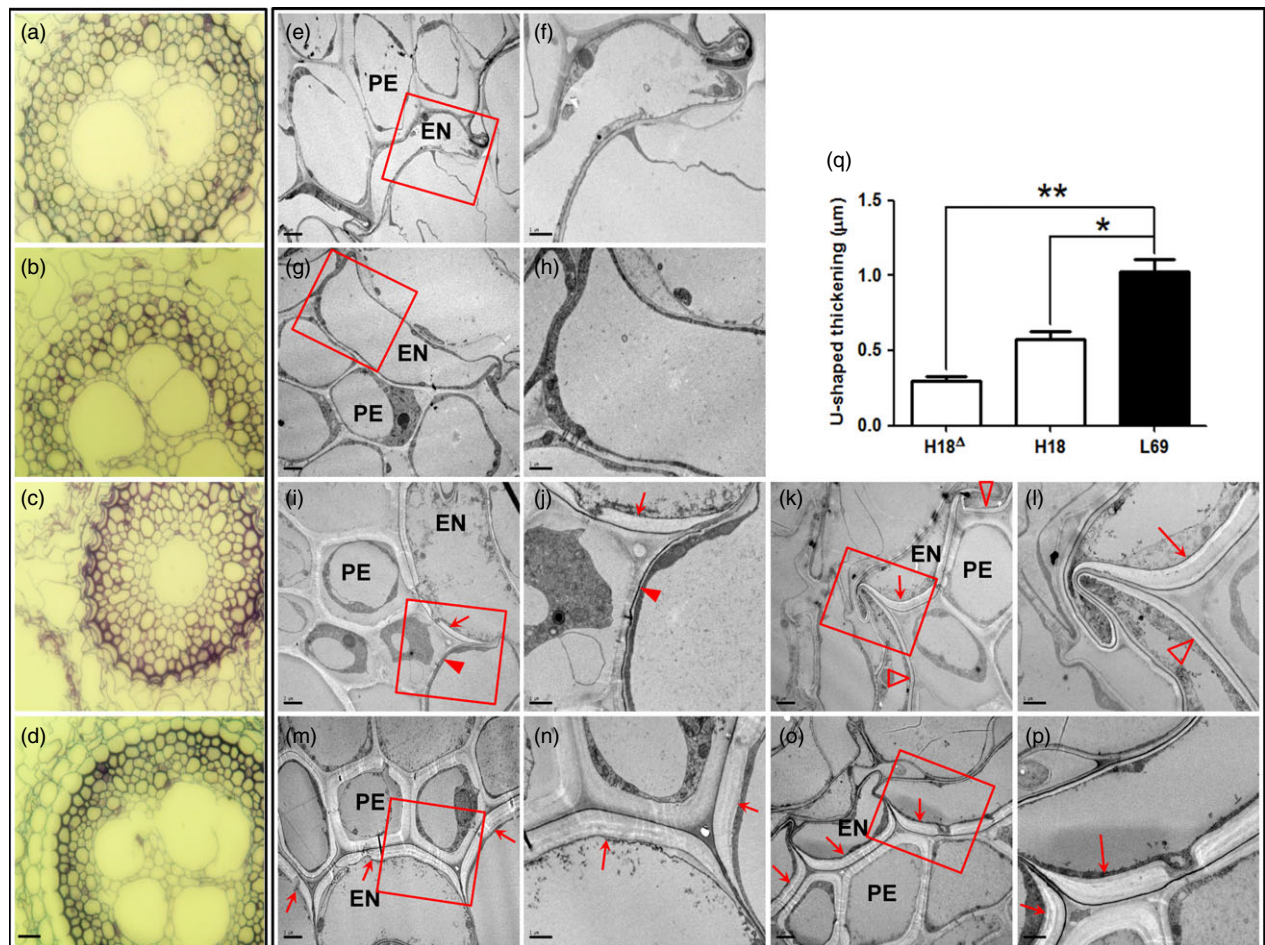 (a)
(e)
PE
EN
(f)
(q)
**
*
1.5
1.0
0.5
0.0
U-shaped thickening (µm)
H18Δ
H18
L69
(b)
(g)
EN
PE
(h)
(c)
(i)
EN
PE
(j)
(k)
EN
PE
(l)
(d)
(m)
PE
EN
(n)
(o)
EN
PE
(p)